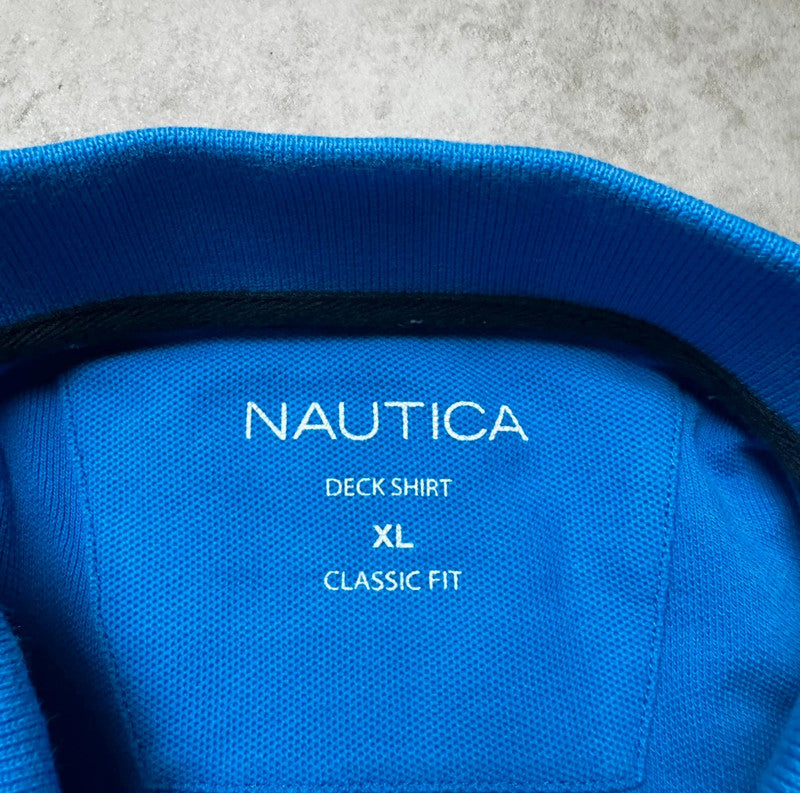 NAUTICA
DECK SHIRT
XL
CLASSIC FIT